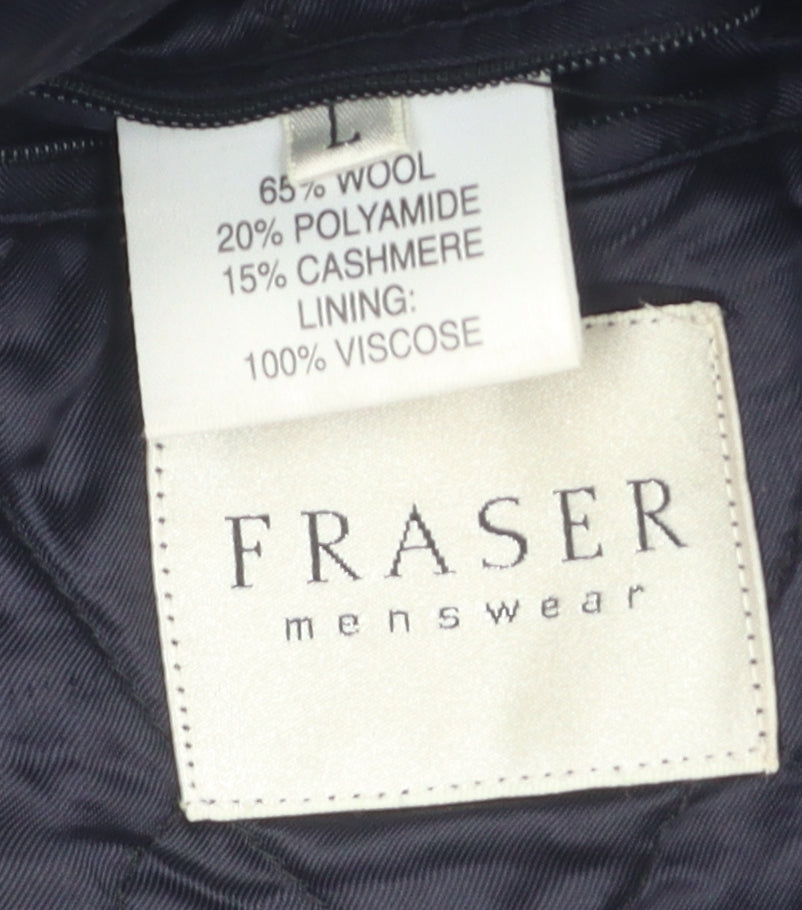 L
65% WOOL
20% POLYAMIDE
15% CASHMERE
LINING:
100% VISCOSE
FRASER
menswear